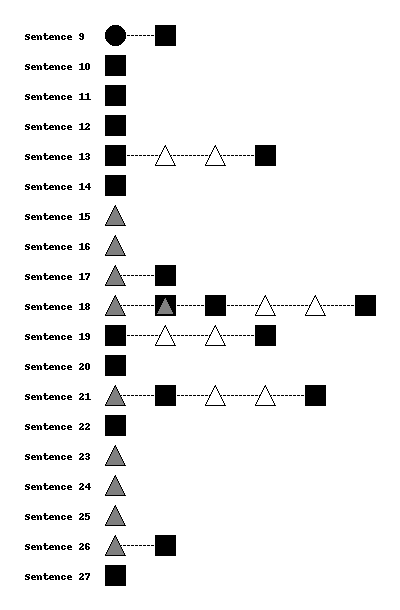 Sentence 9
Sentence 10
Sentence 11
Sentence 12
Sentence 13
Sentence 14
Sentence 15
Sentence 16
Sentence 17
Sentence 18
Sentence 19
Sentence 20
Sentence 21
Sentence 22
Sentence 23
Sentence 24
Sentence 25
Sentence 26
Sentence 27